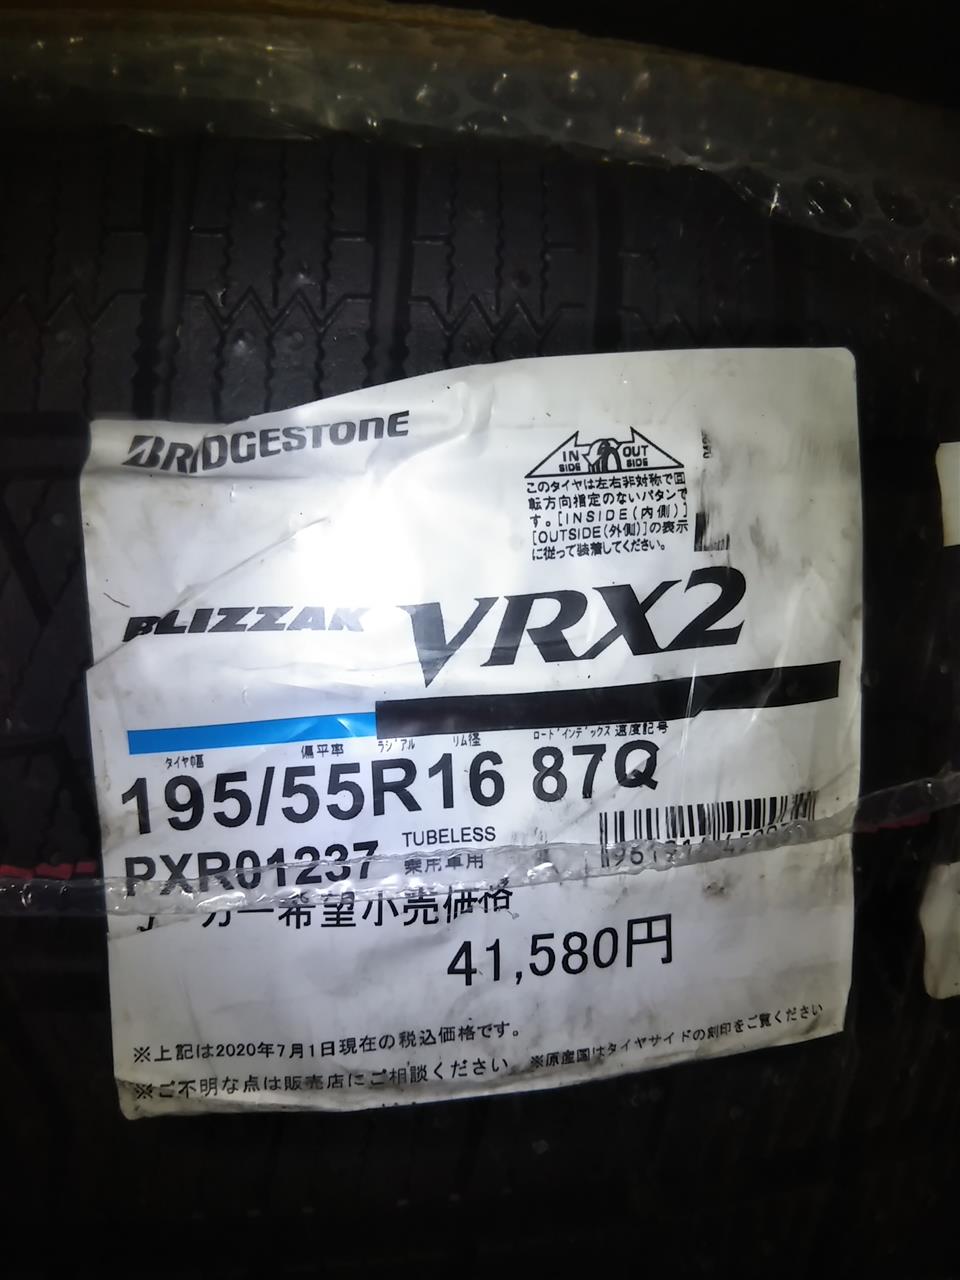 BRIDGESTONE
IN OUT
SIDE SIDE
このタイヤは左右非対称で回
転方向指定のないパタンで
す。[INSIDE(内側)]
[OUTSIDE(外側)]の表示
に従って装着してください。
BLIZZAK VRX2
タイヤ幅 偏平率 ラジアル リム径 ロードインデックス 速度記号
195/55R16 87Q
PXR01237 TUBELESS
乗用車用
メーカー希望小売価格
41,580円
※上記は2020年7月1日現在の税込価格です。
※ご不明な点は販売店にご相談ください ※原産国はタイヤサイドの刻印をご覧ください